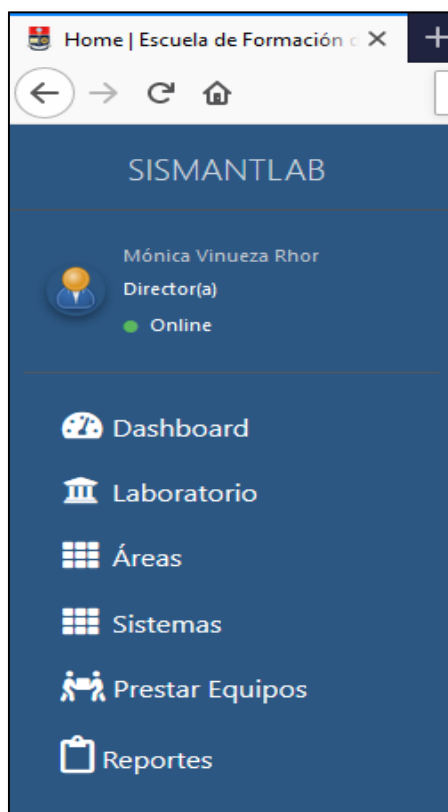 Home | Escuela de Formación
SISMANTLAB
Mónica Vinueza Rhor
Director(a)
Online
Dashboard
Laboratorio
Áreas
Sistemas
Prestar Equipos
Reportes